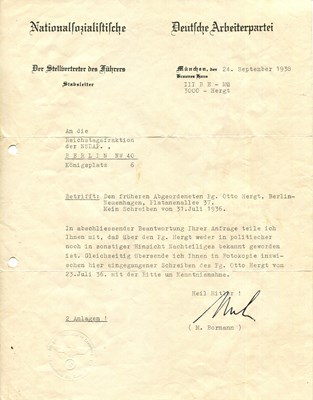 Nationalsozialistische Deutsche Arbeiterpartei
Der Stellvertreter des Führers
Stabsleiter
München, den 24. September 1936
Braunes Haus
III D E - ME
3000 - Hergt
An die
Reichstagsfraktion
der NSDAP.,
BERLIN NW 40
Königsplatz 6
Betrifft: Den früheren Abgeordneten Pg. Otto Hergt, Berlin-
Neuenhagen, Platanenallee 37.
Mein Schreiben vom 31.Juli 1936.
In abschliessender Beantwortung Ihrer Anfrage teile ich
Ihnen mit, daß über den Pg. Hergt weder in politischer
noch in sonstiger Hinsicht Nachteiliges bekannt geworden
ist. Gleichzeitig übersende ich Ihnen in Fotokopie inzwi-
schen hier eingegangener Schreiben des Pg. Otto Hergt vom
23.July 36. mit der Bitte um Kenntnisnahme.
Heil Hitler !
( M. Bormann )
2 Anlagen !